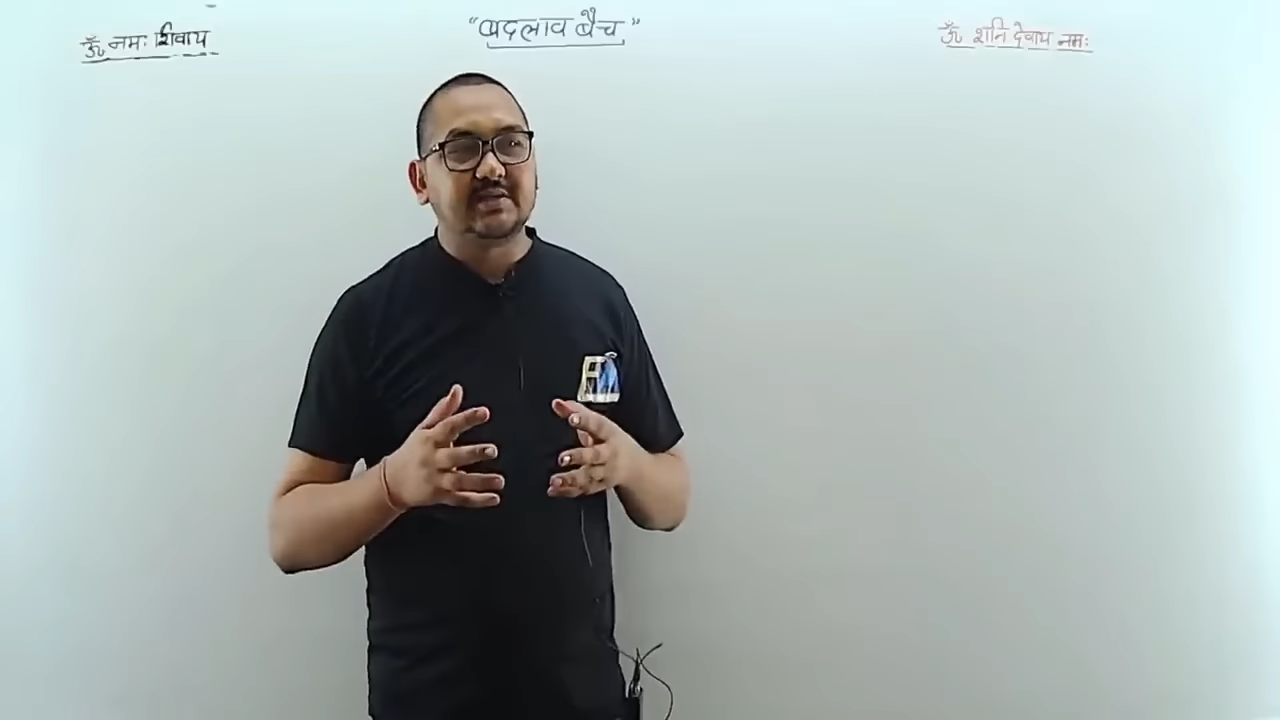 ॐ नमः शिवाय
"बदलाव बैच"
ॐ शनि देवाय नमः